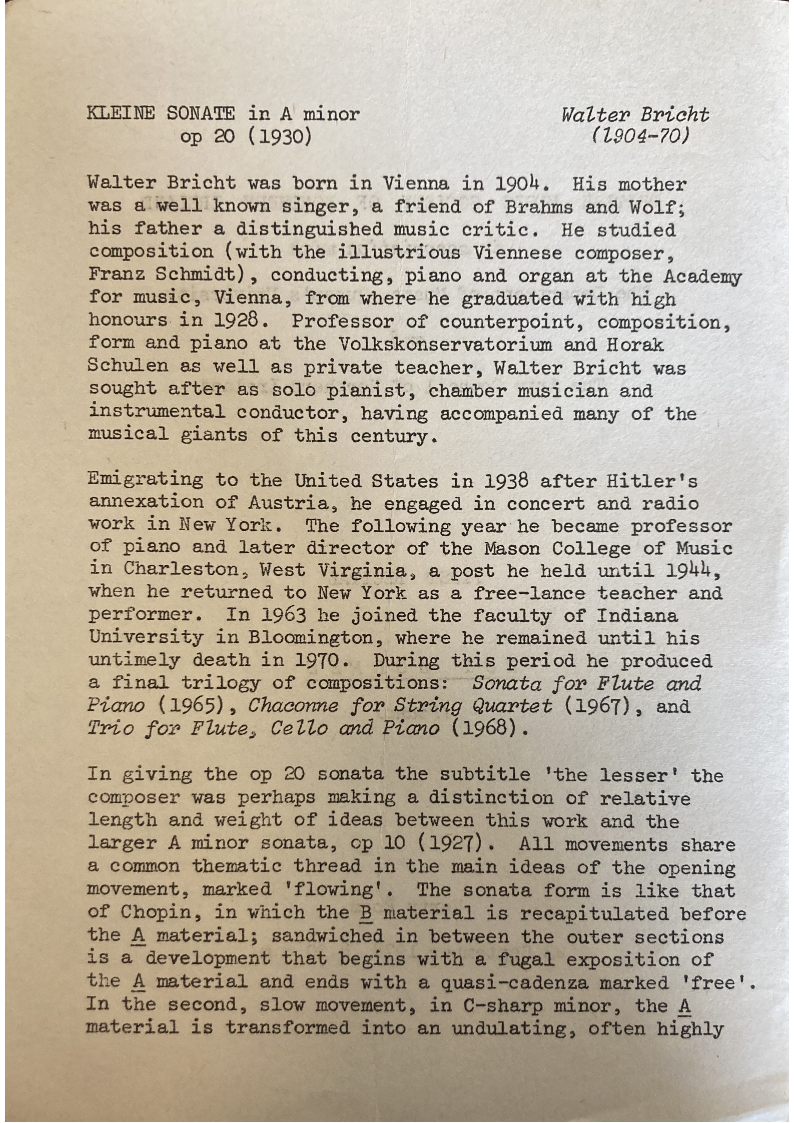 KLEINE SONATE in A minor Walter Bricht
op 20 (1930) (1904-70)
Walter Bricht was born in Vienna in 1904. His mother
was a well known singer, a friend of Brahms and Wolf;
his father a distinguished music critic. He studied
composition (with the illustrious Viennese composer,
Franz Schmidt), conducting, piano and organ at the Academy
for music, Vienna, from where he graduated with high
honours in 1928. Professor of counterpoint, composition,
form and piano at the Volkskonservatorium and Horak
Schulen as well as private teacher, Walter Bricht was
sought after as solo pianist, chamber musician and
instrumental conductor, having accompanied many of the
musical giants of this century.
Emigrating to the United States in 1938 after Hitler's
annexation of Austria, he engaged in concert and radio
work in New York. The following year he became professor
of piano and later director of the Mason College of Music
in Charleston, West Virginia, a post he held until 1944,
when he returned to New York as a free-lance teacher and
performer. In 1963 he joined the faculty of Indiana
University in Bloomington, where he remained until his
untimely death in 1970. During this period he produced
a final trilogy of compositions: Sonata for Flute and
Piano (1965), Chaconne for String Quartet (1967), and
Trio for Flute, Cello and Piano (1968).
In giving the op 20 sonata the subtitle 'the lesser' the
composer was perhaps making a distinction of relative
length and weight of ideas between this work and the
larger A minor sonata, op 10 (1927). All movements share
a common thematic thread in the main ideas of the opening
movement, marked 'flowing'. The sonata form is like that
of Chopin, in which the B material is recapitulated before
the A material; sandwiched in between the outer sections
is a development that begins with a fugal exposition of
the A material and ends with a quasi-cadenza marked 'free'.
In the second, slow movement, in C-sharp minor, the A
material is transformed into an undulating, often highly